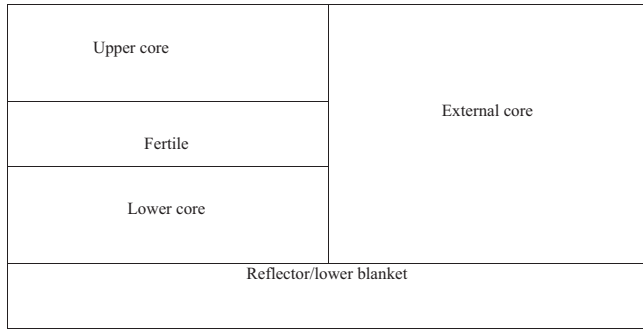 Upper core
External core
Fertile
Lower core
Reflector/lower blanket